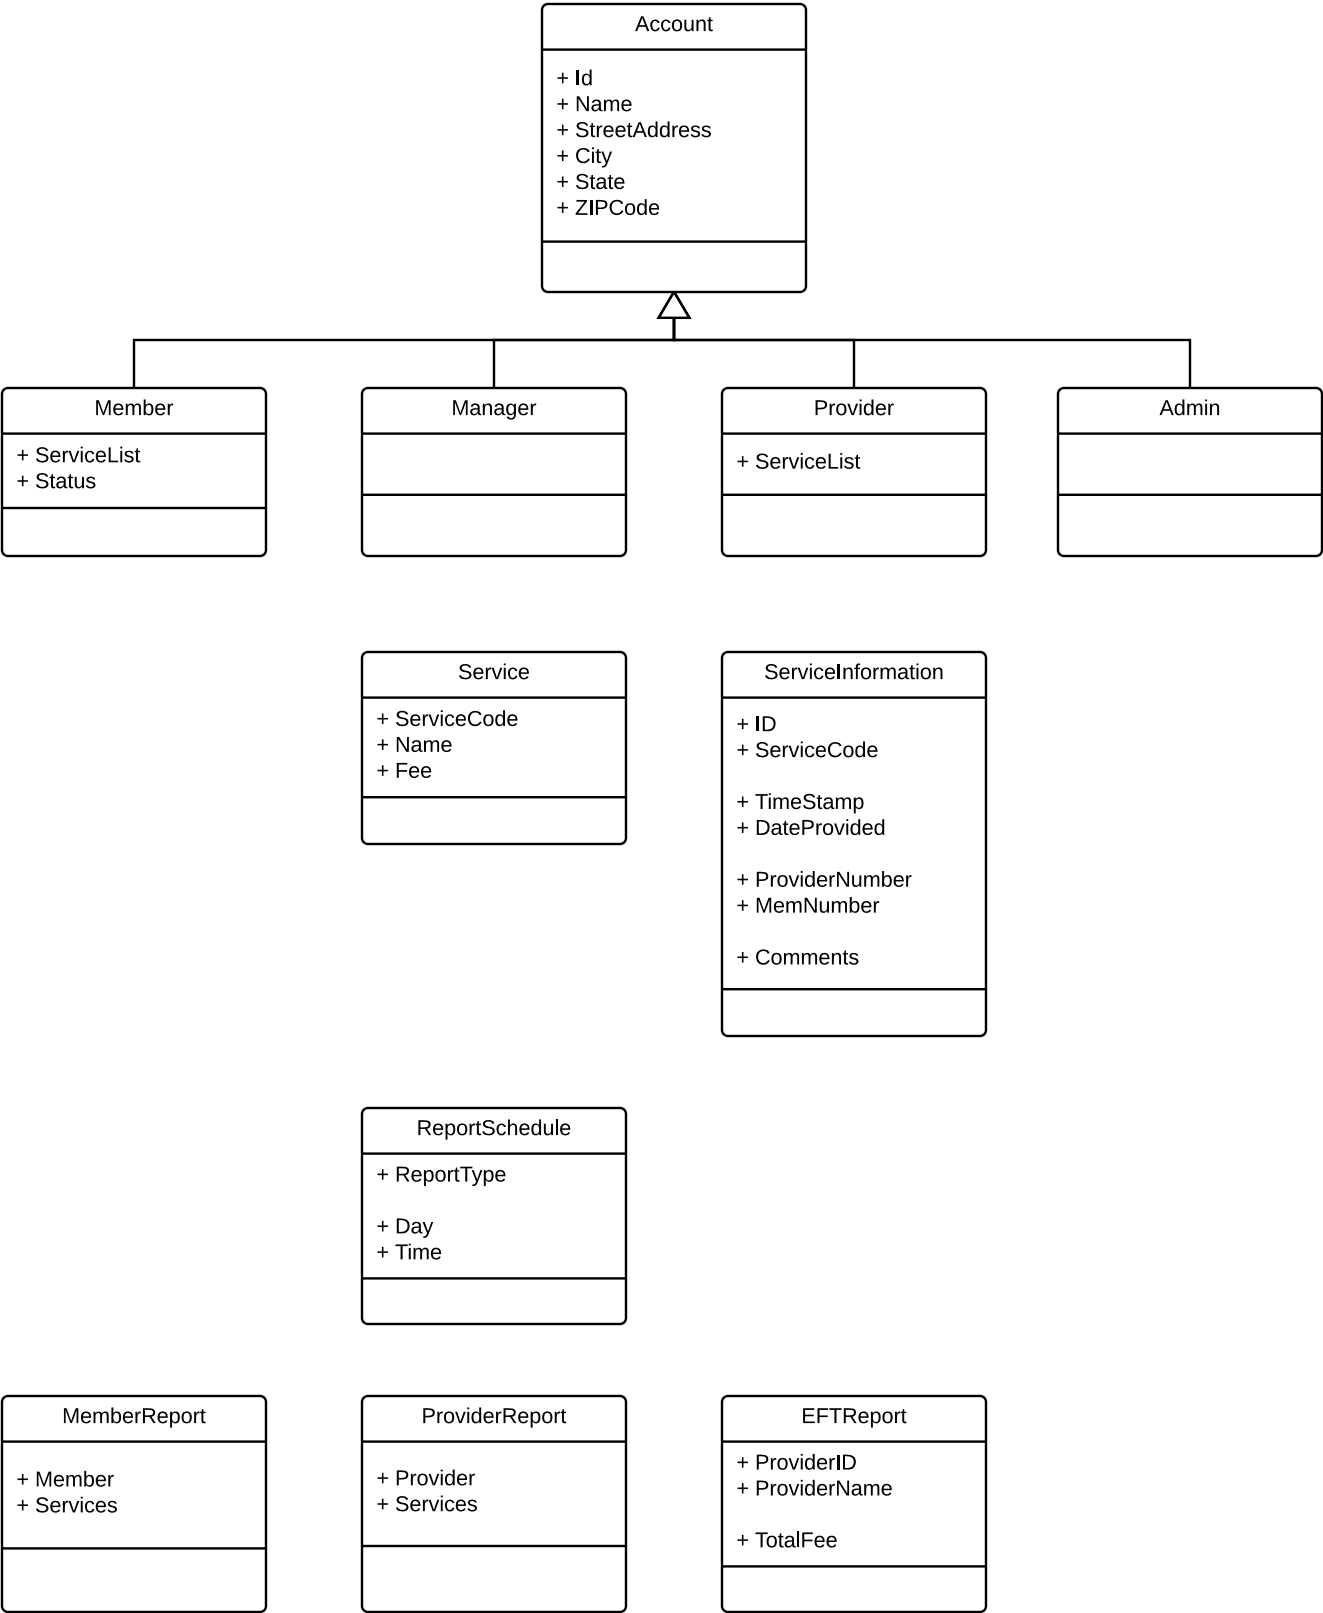 Account
+ Id
+ Name
+ StreetAddress
+ City
+ State
+ ZIPCode
Member
+ ServiceList
+ Status
Manager
Provider
+ ServiceList
Admin
Service
+ ServiceCode
+ Name
+ Fee
ServiceInformation
+ ID
+ ServiceCode
+ TimeStamp
+ DateProvided
+ ProviderNumber
+ MemNumber
+ Comments
ReportSchedule
+ ReportType
+ Day
+ Time
MemberReport
+ Member
+ Services
ProviderReport
+ Provider
+ Services
EFTReport
+ ProviderID
+ ProviderName
+ TotalFee